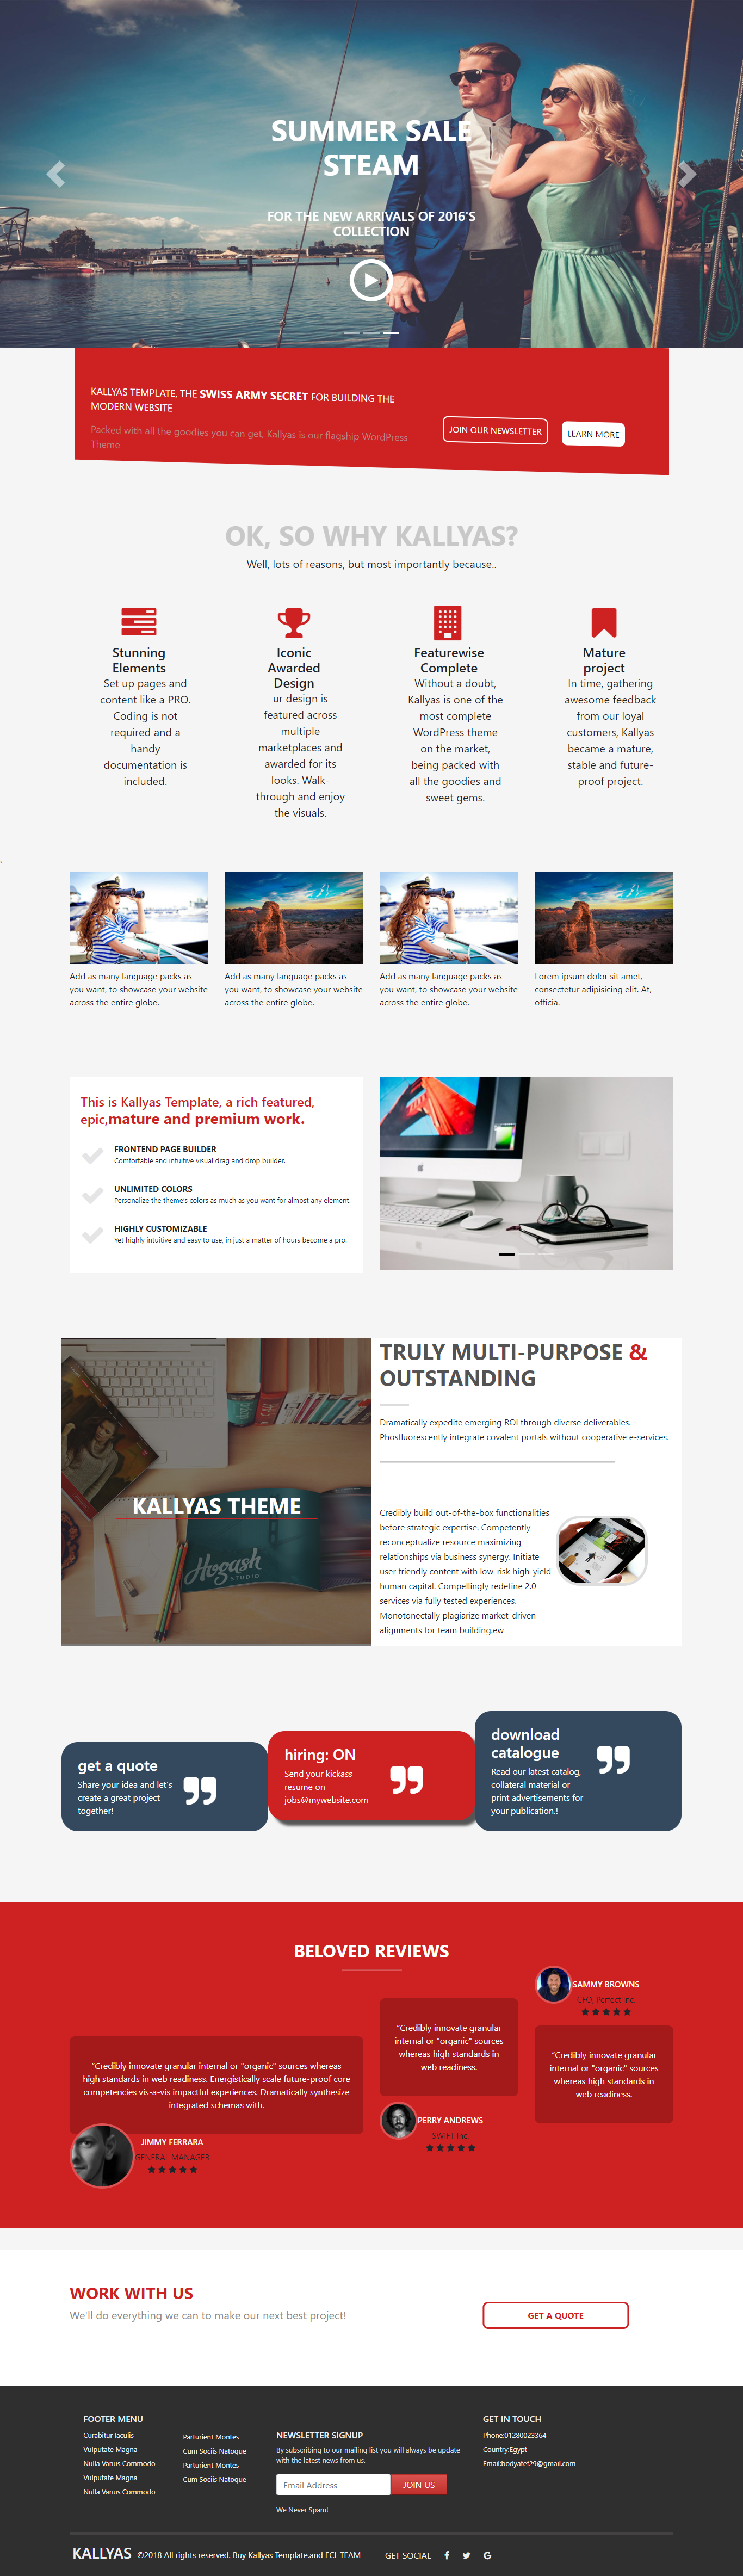 SUMMER SALE
STEAM
FOR THE NEW ARRIVALS OF 2016'S
COLLECTION
KALLYAS TEMPLATE, THE SWISS ARMY SECRET FOR BUILDING THE
MODERN WEBSITE
Packed with all the goodies you can get, Kallyas is our flagship WordPress
Theme
JOIN OUR NEWSLETTER
LEARN MORE
OK, SO WHY KALLYAS?
Well, lots of reasons, but most importantly because..
Stunning
Elements
Set up pages and
content like a PRO.
Coding is not
required and a
handy
documentation is
included.
Iconic
Awarded
Design
ur design is
featured across
multiple
marketplaces and
awarded for its
looks. Walk-
through and enjoy
the visuals.
Featurewise
Complete
Without a doubt,
Kallyas is one of the
most complete
WordPress theme
on the market,
being packed with
all the goodies and
sweet gems.
Mature
project
In time, gathering
awesome feedback
from our loyal
customers, Kallyas
became a mature,
stable and future-
proof project.
`
Add as many language packs as
you want, to showcase your website
across the entire globe.
Add as many language packs as
you want, to showcase your website
across the entire globe.
Add as many language packs as
you want, to showcase your website
across the entire globe.
Lorem ipsum dolor sit amet,
consectetur adipisicing elit. At,
officia.
This is Kallyas Template, a rich featured,
epic,mature and premium work.
FRONTEND PAGE BUILDER
Comfortable and intuitive visual drag and drop builder.
UNLIMITED COLORS
Personalize the theme's colors as much as you want for almost any element.
HIGHLY CUSTOMIZABLE
Yet highly intuitive and easy to use, in just a matter of hours become a pro.
KALLYAS THEME
Hogash
STUDIO
TRULY MULTI-PURPOSE &
OUTSTANDING
Dramatically expedite emerging ROI through diverse deliverables.
Phosfluorescently integrate covalent portals without cooperative e-services.
Credibly build out-of-the-box functionalities
before strategic expertise. Competently
reconceptualize resource maximizing
relationships via business synergy. Initiate
user friendly content with low-risk high-yield
human capital. Compellingly redefine 2.0
services via fully tested experiences.
Monotonectally plagiarize market-driven
alignments for team building.ew
get a quote
Share your idea and let's
create a great project
together!
hiring: ON
Send your kickass
resume on
jobs@mywebsite.com
download
catalogue
Read our latest catalog,
collateral material or
print advertisements for
your publication.!
BELOVED REVIEWS
"Credibly innovate granular internal or "organic" sources whereas
high standards in web readiness. Energistically scale future-proof core
competencies vis-a-vis impactful experiences. Dramatically synthesize
integrated schemas with.
JIMMY FERRARA
GENERAL MANAGER
"Credibly innovate granular
internal or "organic" sources
whereas high standards in
web readiness.
PERRY ANDREWS
SWIFT Inc.
SAMMY BROWNS
CFO, Perfect Inc.
"Credibly innovate granular
internal or "organic" sources
whereas high standards in
web readiness.
WORK WITH US
We'll do everything we can to make our next best project!
GET A QUOTE
FOOTER MENU
Curabitur Iaculis
Vulputate Magna
Nulla Varius Commodo
Vulputate Magna
Nulla Varius Commodo
Parturient Montes
Cum Sociis Natoque
Parturient Montes
Cum Sociis Natoque
NEWSLETTER SIGNUP
By subscribing to our mailing list you will always be update
with the latest news from us.
Email Address
JOIN US
We Never Spam!
GET IN TOUCH
Phone:01280023364
Country:Egypt
Email:bodyatef29@gmail.com
KALLYAS ©2018 All rights reserved. Buy Kallyas Template.and FCI_TEAM
GET SOCIAL